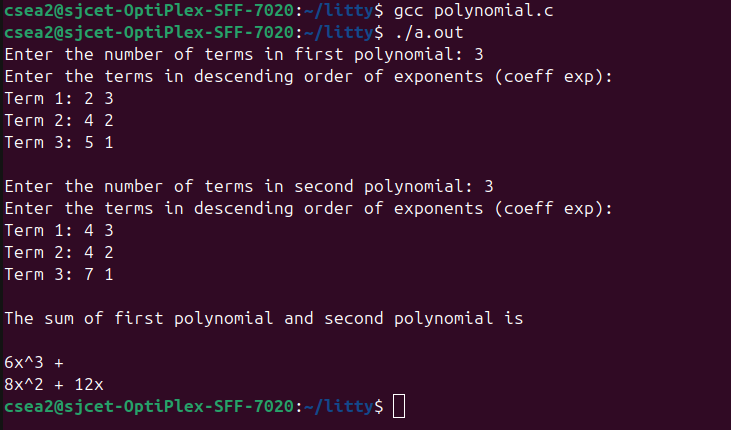 csea2@sjcet-OptiPlex-SFF-7020:~/litty$ gcc polynomial.c
csea2@sjcet-OptiPlex-SFF-7020:~/litty$ ./a.out
Enter the number of terms in first polynomial: 3
Enter the terms in descending order of exponents (coeff exp):
Term 1: 2 3
Term 2: 4 2
Term 3: 5 1
Enter the number of terms in second polynomial: 3
Enter the terms in descending order of exponents (coeff exp):
Term 1: 4 3
Term 2: 4 2
Term 3: 7 1
The sum of first polynomial and second polynomial is
6x^3 +
8x^2 + 12x
csea2@sjcet-OptiPlex-SFF-7020:~/litty$